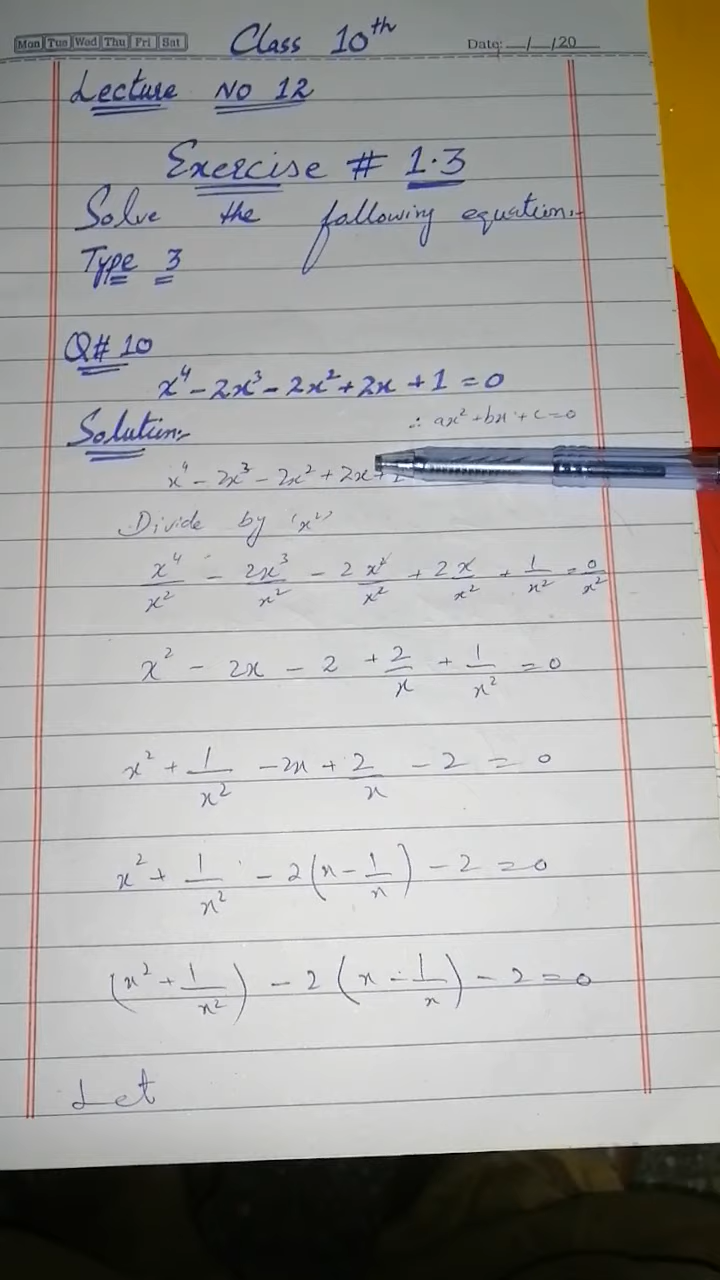 Mon Tue Wed Thu Fri Sat
Class 10th
Date: __/__/20__
Lecture No 12
Exercise # 1.3
Solve the following equation:-
Type 3
Q# 10
x⁴ - 2x³ - 2x² + 2x + 1 = 0
Solution:-
∴ ax² + bx + c = 0
x⁴ - 2x³ - 2x² + 2x +
Divide by 'x²'
x⁴/x² - 2x³/x² - 2x²/x² + 2x/x² + 1/x² = 0/x²
x² - 2x - 2 + 2/x + 1/x² = 0
x² + 1/x² - 2x + 2/x - 2 = 0
x² + 1/x² - 2(x - 1/x) - 2 = 0
(x² + 1/x²) - 2(x - 1/x) - 2 = 0
Let